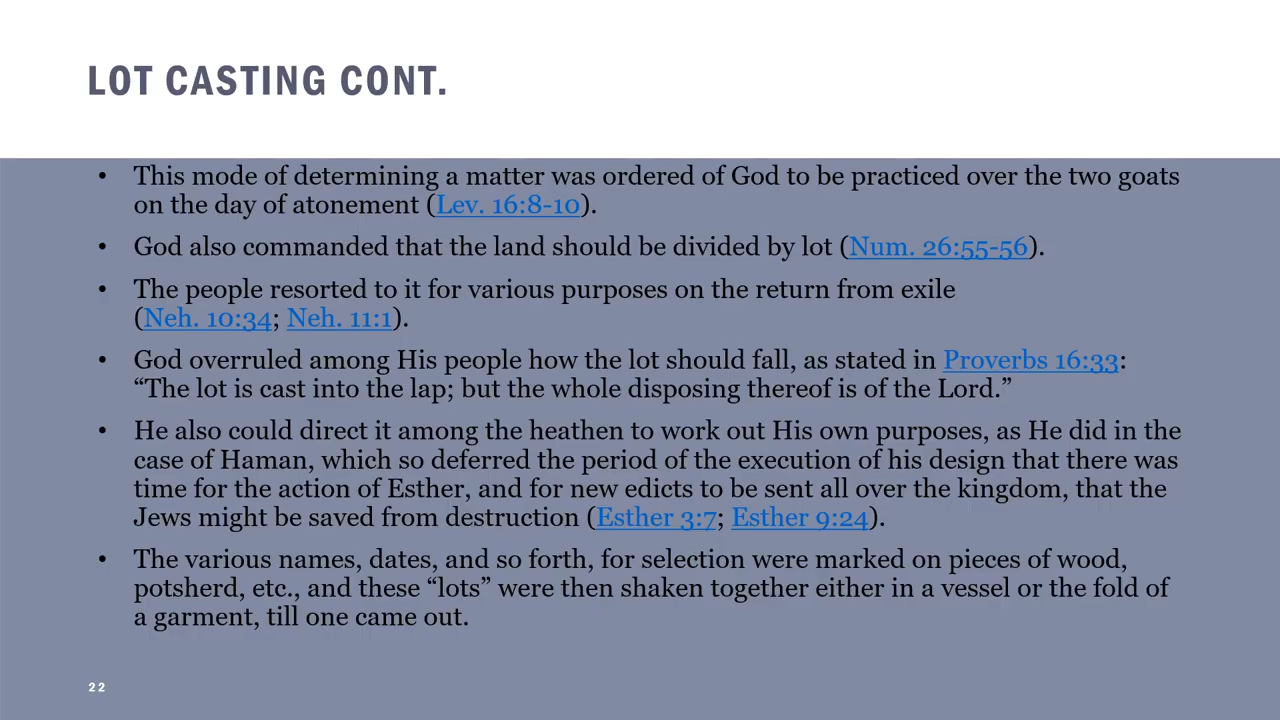 LOT CASTING CONT.
• This mode of determining a matter was ordered of God to be practiced over the two goats
on the day of atonement (Lev. 16:8-10).
• God also commanded that the land should be divided by lot (Num. 26:55-56).
• The people resorted to it for various purposes on the return from exile
(Neh. 10:34; Neh. 11:1).
• God overruled among His people how the lot should fall, as stated in Proverbs 16:33:
“The lot is cast into the lap; but the whole disposing thereof is of the Lord.”
• He also could direct it among the heathen to work out His own purposes, as He did in the
case of Haman, which so deferred the period of the execution of his design that there was
time for the action of Esther, and for new edicts to be sent all over the kingdom, that the
Jews might be saved from destruction (Esther 3:7; Esther 9:24).
• The various names, dates, and so forth, for selection were marked on pieces of wood,
potsherd, etc., and these “lots” were then shaken together either in a vessel or the fold of
a garment, till one came out.
22